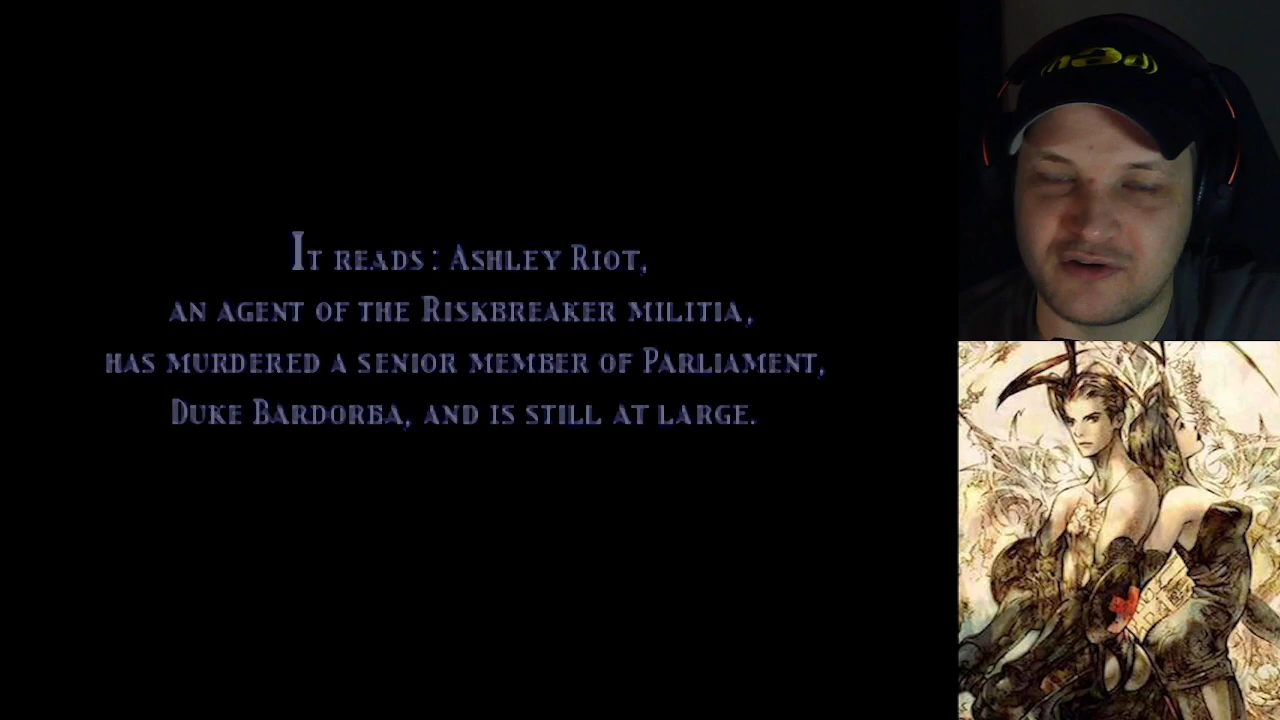 It reads : Ashley Riot,
an agent of the Riskbreaker militia,
has murdered a senior member of Parliament,
Duke Bardorba, and is still at large.